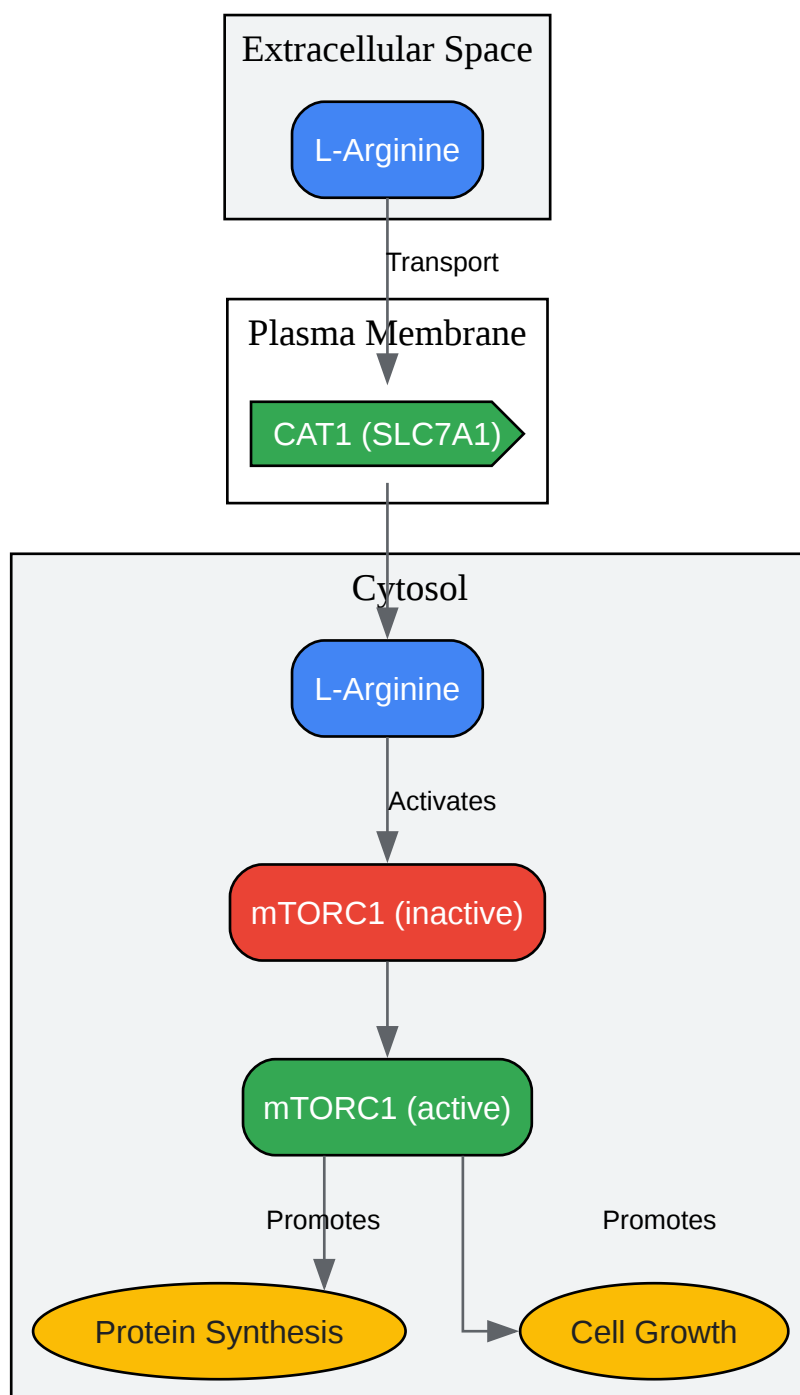 Extracellular Space
L-Arginine
Transport
Plasma Membrane
CAT1 (SLC7A1)
Cytosol
L-Arginine
Activates
mTORC1 (inactive)
mTORC1 (active)
Promotes
Promotes
Protein Synthesis
Cell Growth